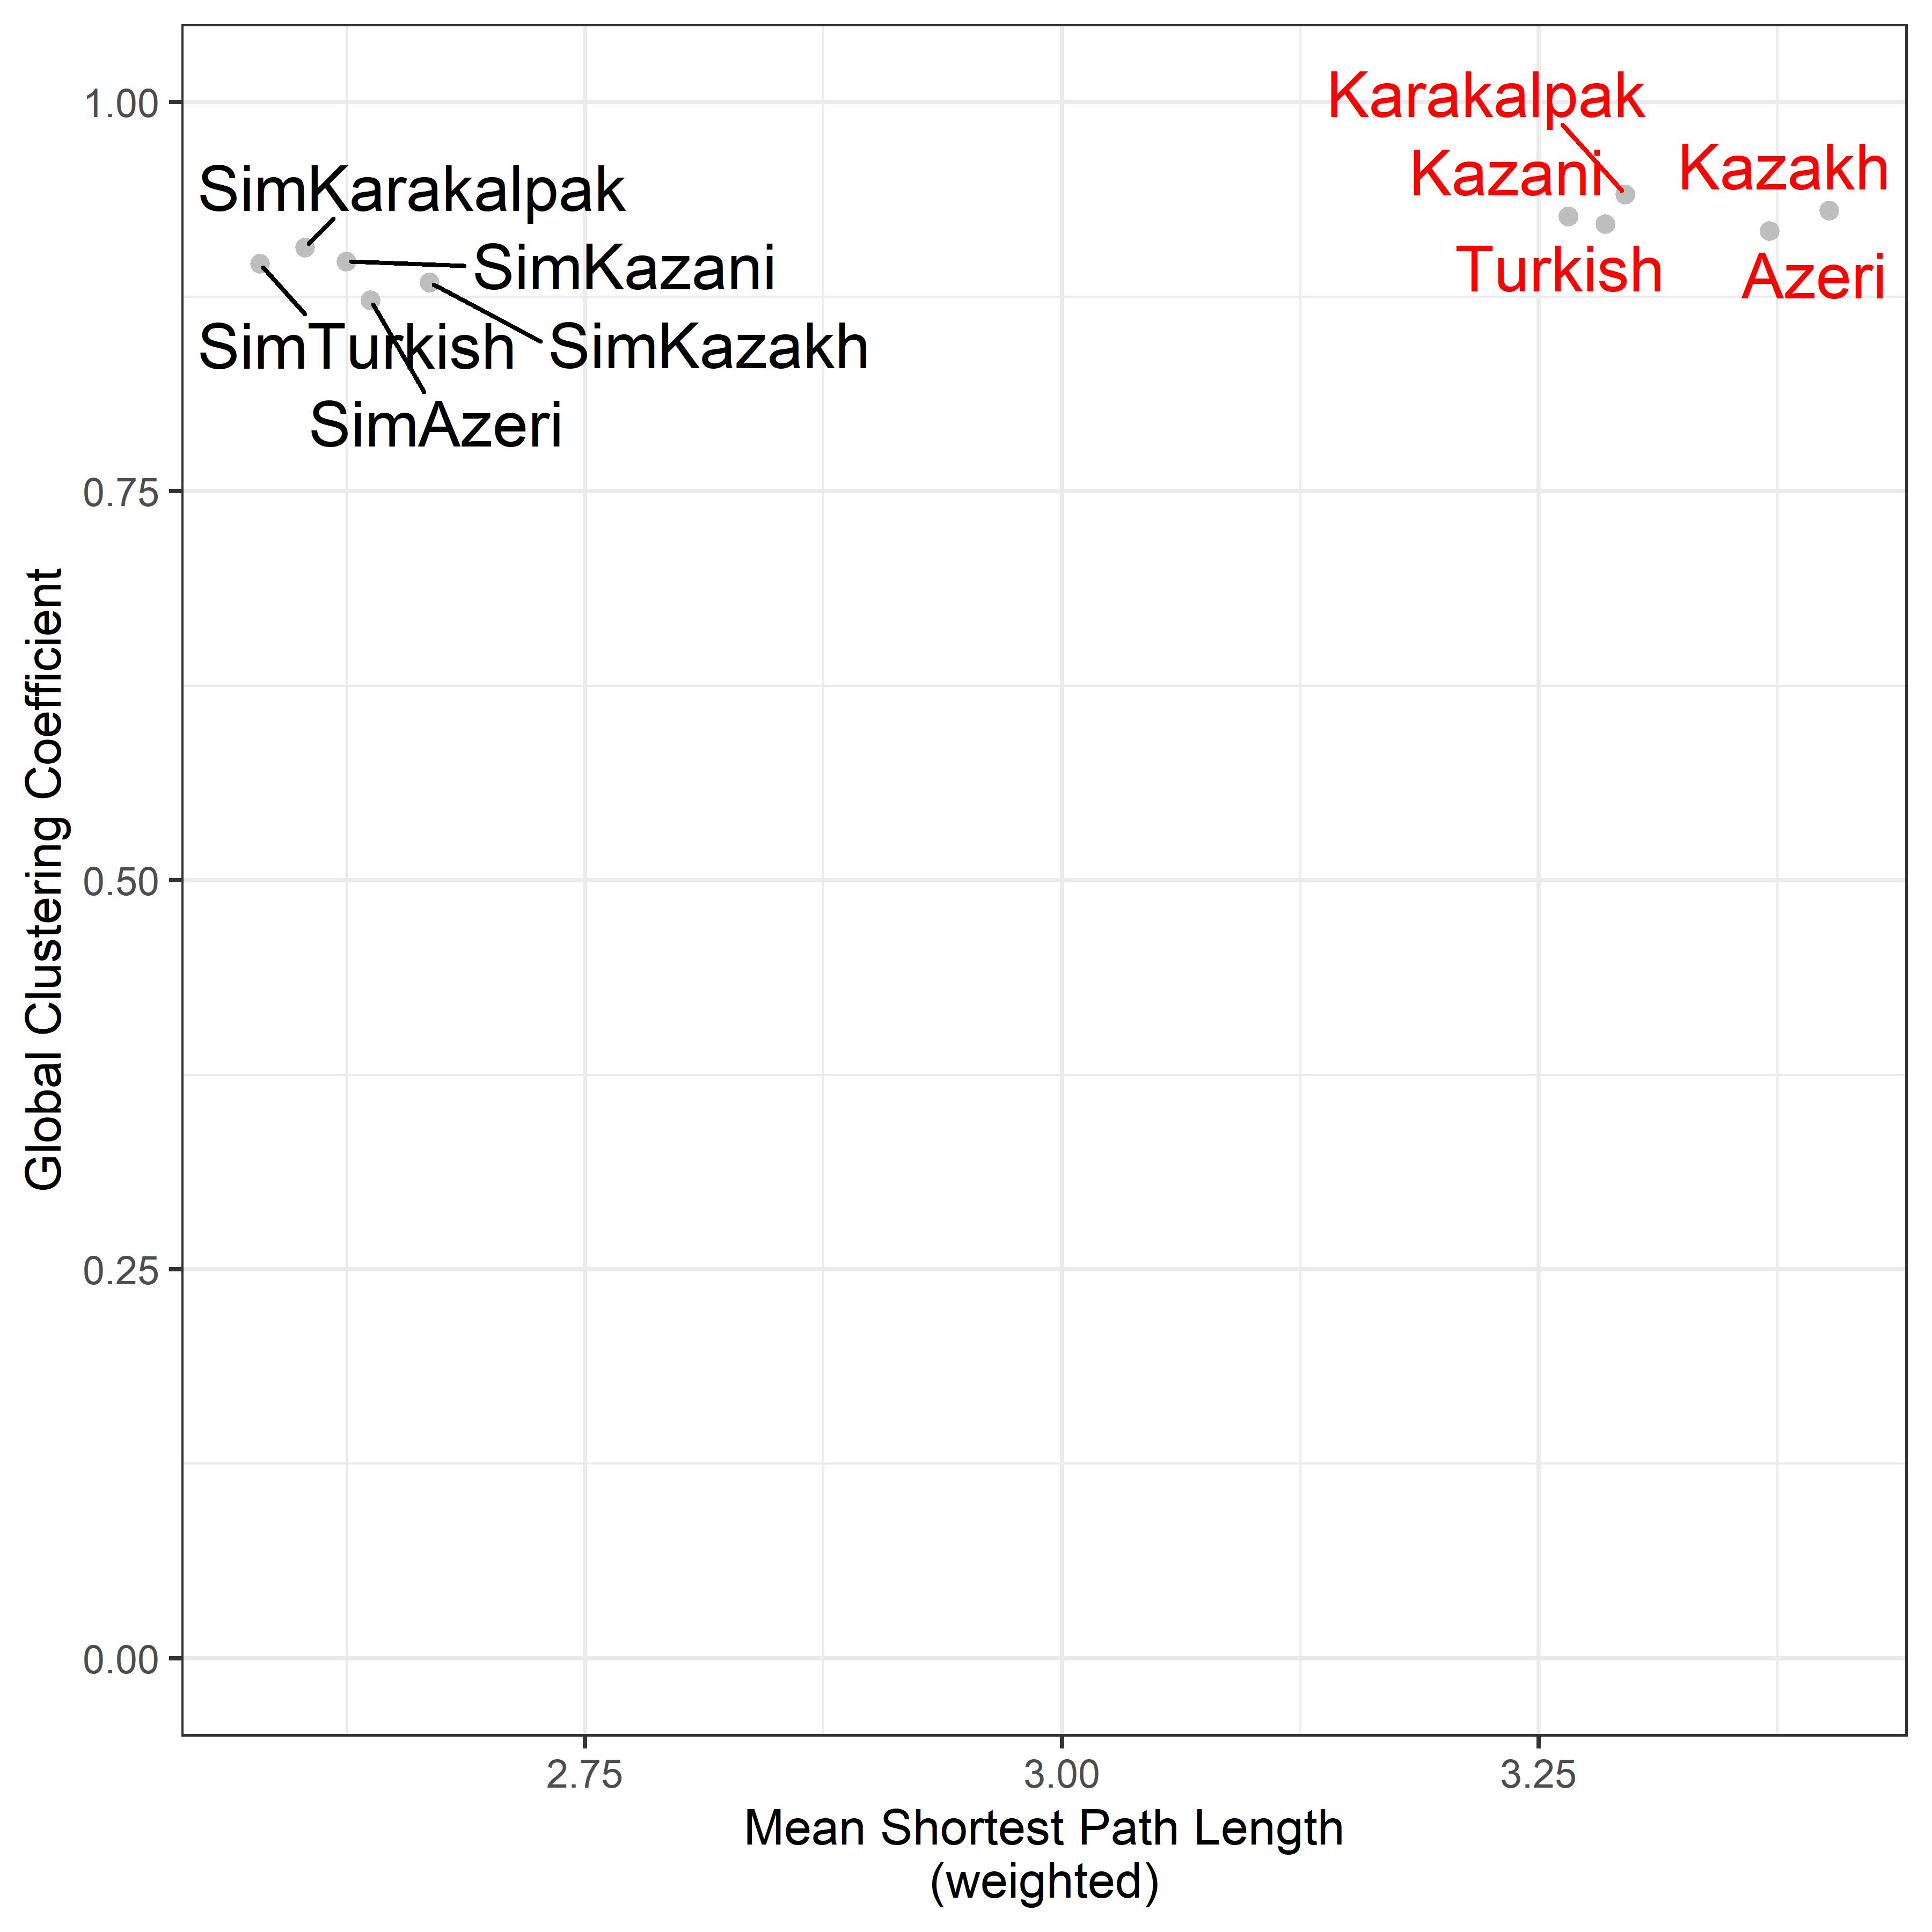 1.00
0.75
0.50
0.25
0.00
Global Clustering Coefficient
Karakalpak
Kazakh
Kazani
SimKarakalpak
SimKazani
Turkish
Azeri
SimTurkish
SimKazakh
SimAzeri
2.75
3.00
3.25
Mean Shortest Path Length
(weighted)